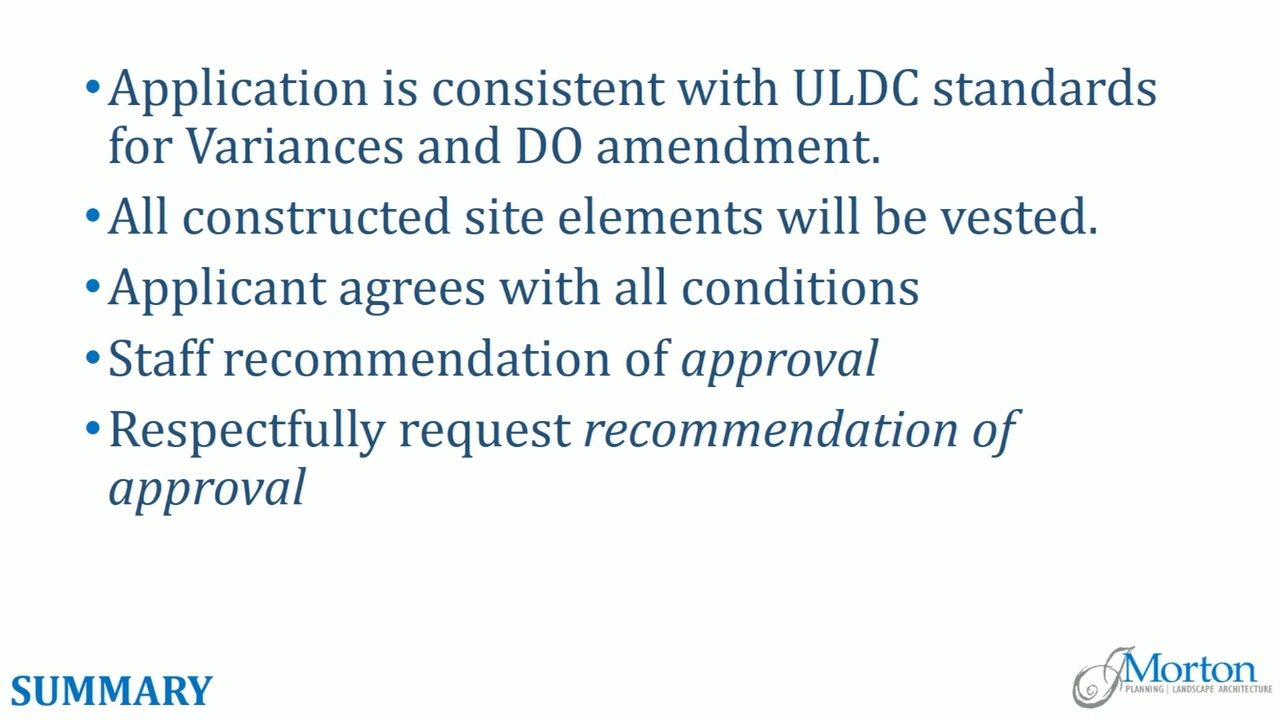 •Application is consistent with ULDC standards
for Variances and DO amendment.
•All constructed site elements will be vested.
•Applicant agrees with all conditions
•Staff recommendation of approval
•Respectfully request recommendation of
approval
SUMMARY
JMorton
PLANNING | LANDSCAPE ARCHITECTURE